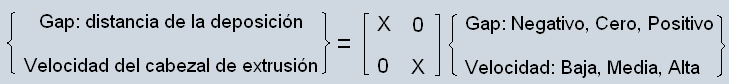 Gap: distancia de la deposición = X 0 Gap: Negativo, Cero, Positivo
Velocidad del cabezal de extrusión 0 X Velocidad: Baja, Media, Alta